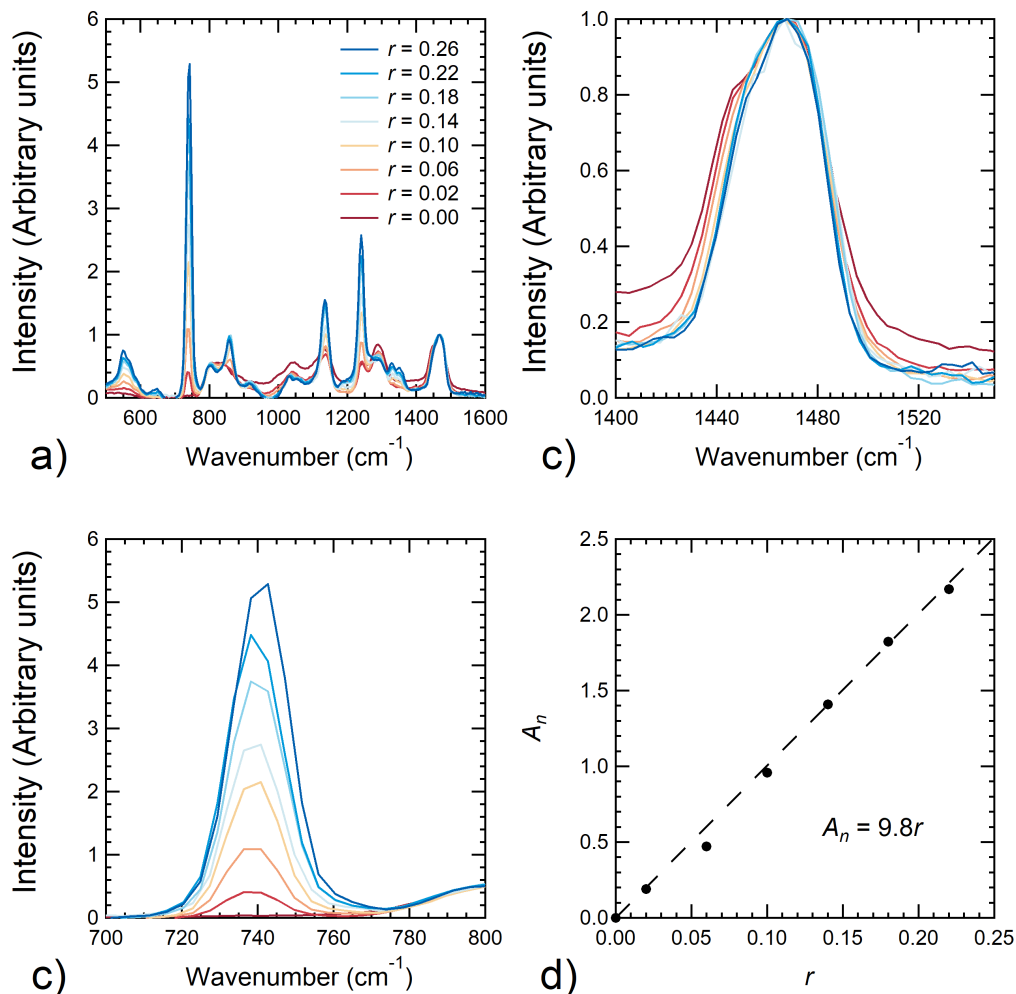 Intensity (Arbitrary units)
6
5
4
3
2
1
0
600 800 1000 1200 1400 1600
Wavenumber (cm-1)
r = 0.26
r = 0.22
r = 0.18
r = 0.14
r = 0.10
r = 0.06
r = 0.02
r = 0.00
a)
Intensity (Arbitrary units)
1.0
0.8
0.6
0.4
0.2
0.0
1400 1440 1480 1520
Wavenumber (cm-1)
c)
Intensity (Arbitrary units)
6
5
4
3
2
1
0
700 720 740 760 780 800
Wavenumber (cm-1)
c)
An
2.5
2.0
1.5
1.0
0.5
0.0
An = 9.8r
0.00 0.05 0.10 0.15 0.20 0.25
r
d)